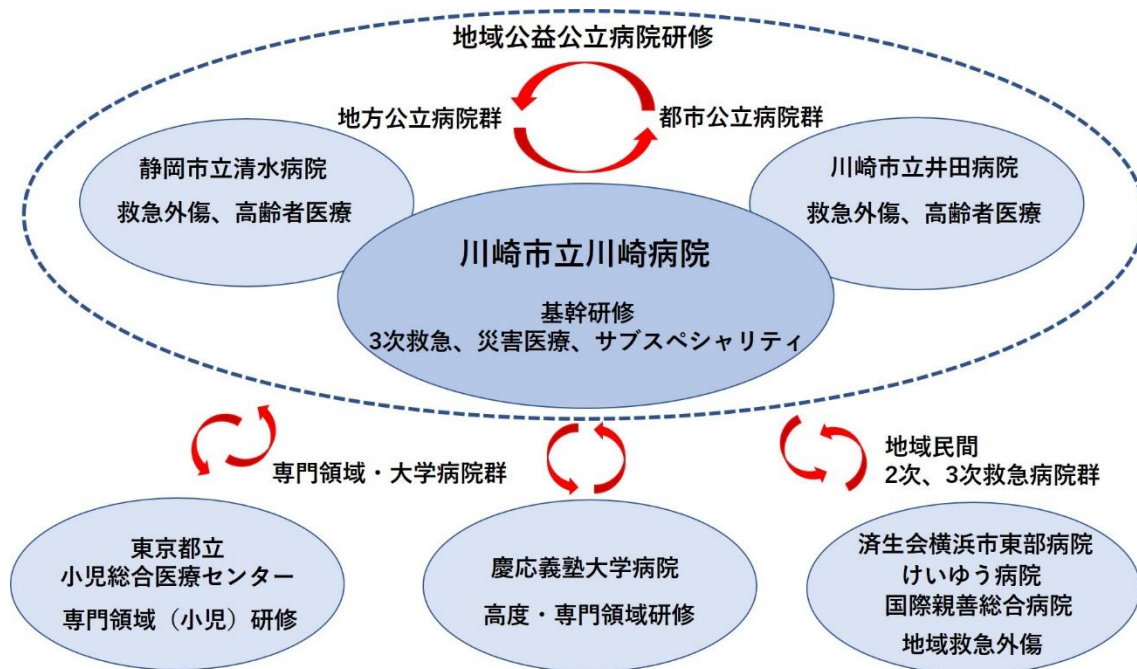 地域公益公立病院研修
地方公立病院群
都市公立病院群
静岡市立清水病院
救急外傷、高齢者医療
川崎市立井田病院
救急外傷、高齢者医療
川崎市立川崎病院
基幹研修
3次救急、災害医療、サブスペシャリティ
専門領域・大学病院群
地域民間
2次、3次救急病院群
東京都立
小児総合医療センター
専門領域（小児）研修
慶応義塾大学病院
高度・専門領域研修
済生会横浜市東部病院
けいゆう病院
国際親善総合病院
地域救急外傷